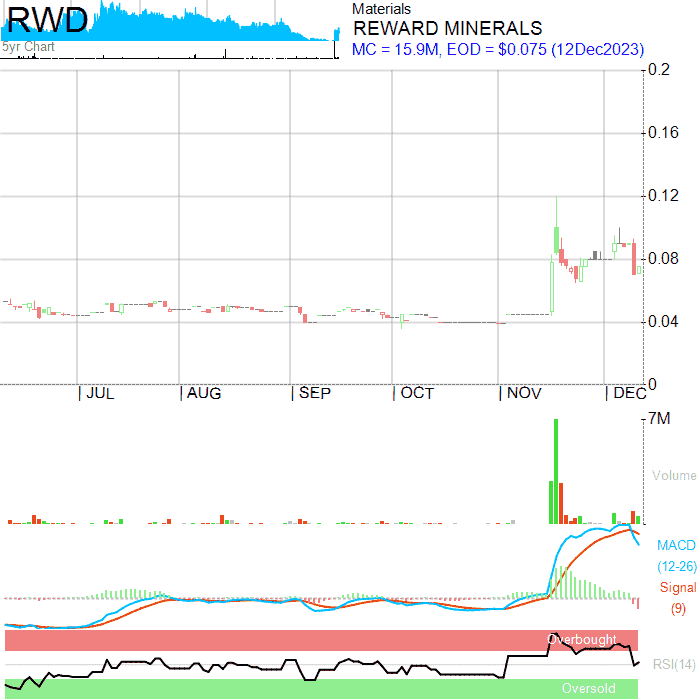 RWD
5yr Chart
Materials
REWARD MINERALS
MC = 15.9M, EOD = $0.075 (12Dec2023)
0.2
0.16
0.12
0.08
0.04
0
JUL AUG SEP OCT NOV DEC
7M
Volume
MACD
(12-26)
Signal
(9)
Overbought
RSI(14)
Oversold